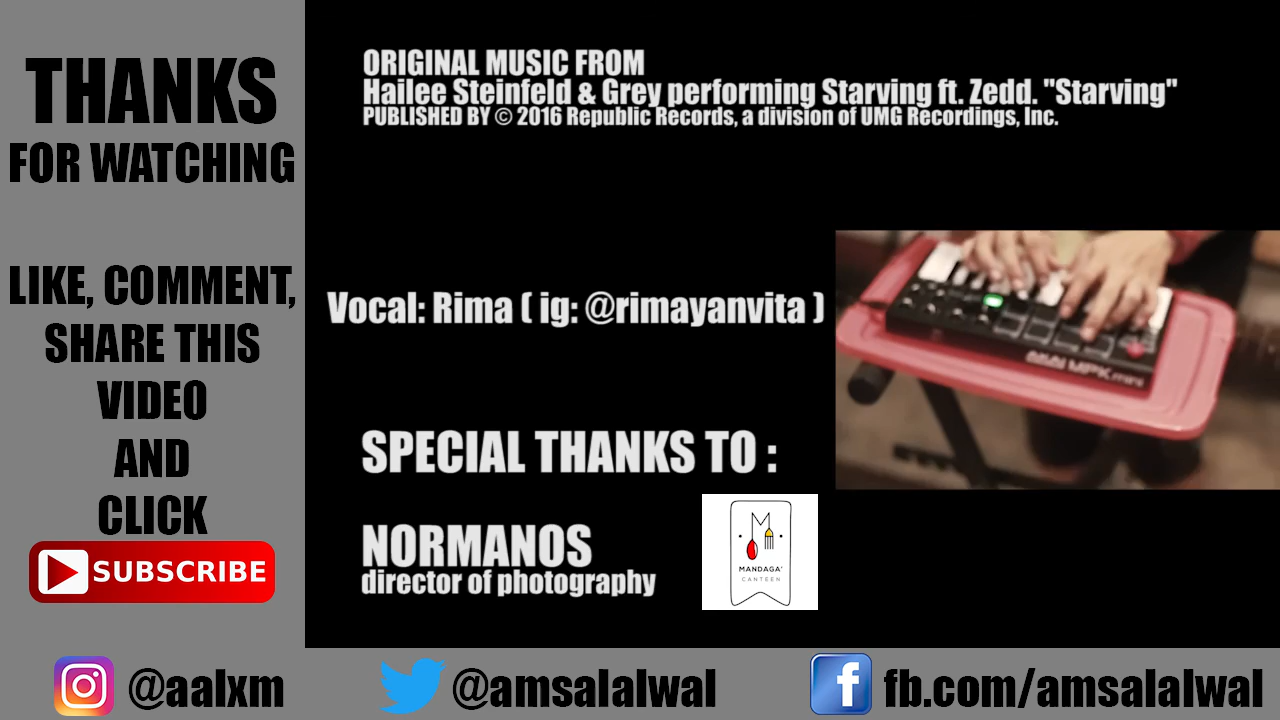 THANKS
FOR WATCHING
LIKE, COMMENT,
SHARE THIS
VIDEO
AND
CLICK
SUBSCRIBE
ORIGINAL MUSIC FROM
Hailee Steinfeld & Grey performing Starving ft. Zedd. "Starving"
PUBLISHED BY © 2016 Republic Records, a division of UMG Recordings, Inc.
Vocal: Rima ( ig: @rimayanvita )
AKAI MPK mini
SPECIAL THANKS TO :
NORMANOS
director of photography
MANDAGA'
CANTEEN
@aalxm
@amsalalwal
fb.com/amsalalwal